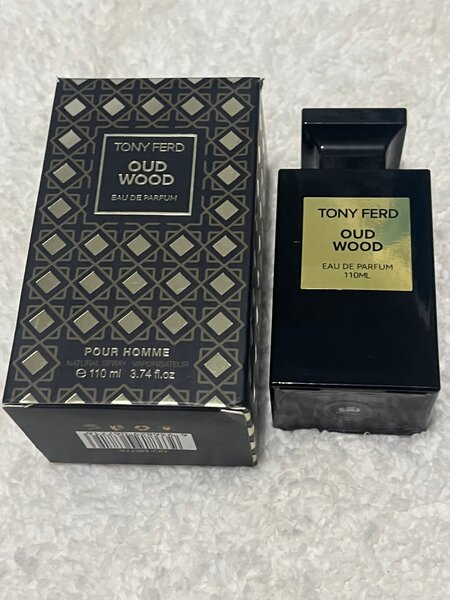 TONY FERD
OUD
WOOD
EAU DE PARFUM
POUR HOMME
NATURAL SPRAY - VAPORISATEUR
℮ 110 ml 3.74 fl.oz
TONY FERD
OUD
WOOD
EAU DE PARFUM
110ML